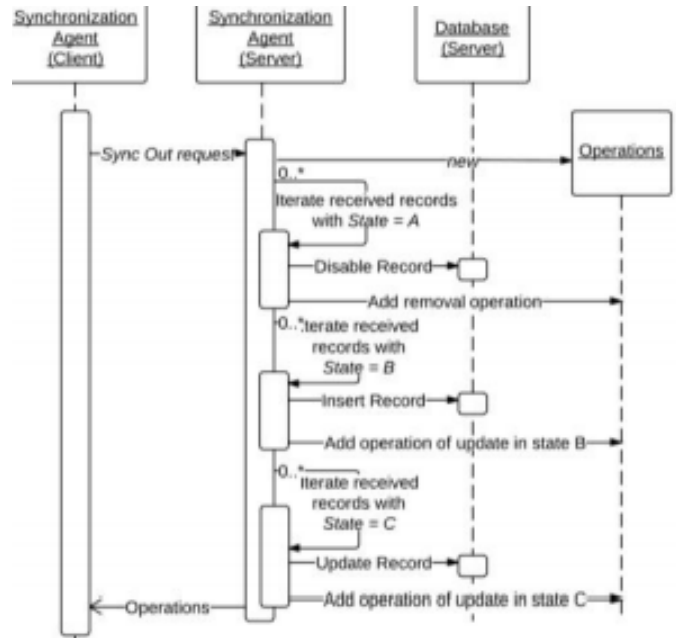 Synchronization
Agent
(Client)
Synchronization
Agent
(Server)
Database
(Server)
Operations
Sync Out request
new
0..*
Iterate received records
with State = A
Disable Record
Add removal operation
0..*
Iterate received
records with
State = B
Insert Record
Add operation of update in state B
0..*
Iterate received
records with
State = C
Update Record
Add operation of update in state C
Operations